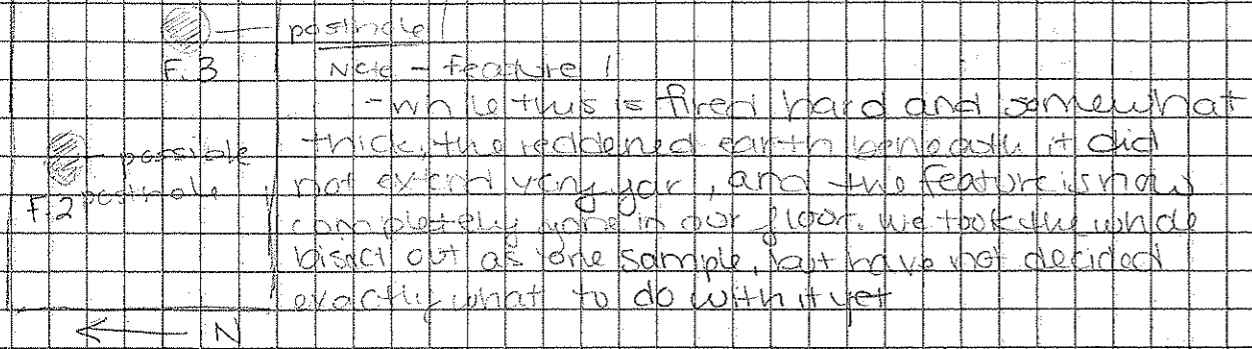 posthole
F. 3
Note - feature 1
- while this is fired hard and somewhat
thick, the reddened earth beneath it did
possible
posthole
F. 2
not extend very far, and the feature is now
completely gone in our floor. We took the whole
bisect out as one sample, but have not decided
exactly what to do with it yet
N